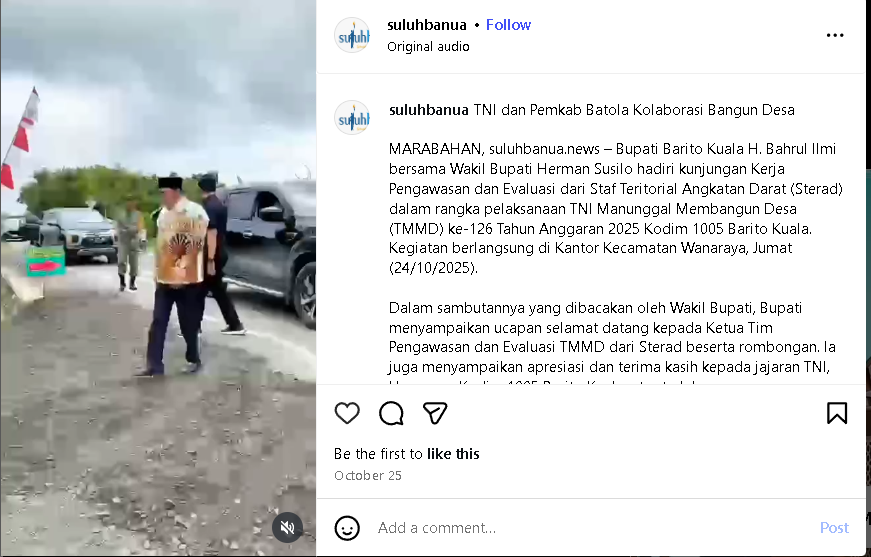 suluhbanua • Follow
Original audio
suluhbanua TNI dan Pemkab Batola Kolaborasi Bangun Desa
MARABAHAN, suluhbanua.news – Bupati Barito Kuala H. Bahrul Ilmi
bersama Wakil Bupati Herman Susilo hadiri kunjungan Kerja
Pengawasan dan Evaluasi dari Staf Teritorial Angkatan Darat (Sterad)
dalam rangka pelaksanaan TNI Manunggal Membangun Desa
(TMMD) ke-126 Tahun Anggaran 2025 Kodim 1005 Barito Kuala.
Kegiatan berlangsung di Kantor Kecamatan Wanaraya, Jumat
(24/10/2025).
Dalam sambutannya yang dibacakan oleh Wakil Bupati, Bupati
menyampaikan ucapan selamat datang kepada Ketua Tim
Pengawasan dan Evaluasi TMMD dari Sterad beserta rombongan. Ia
juga menyampaikan apresiasi dan terima kasih kepada jajaran TNI,
Be the first to like this
October 25
Add a comment...
Post